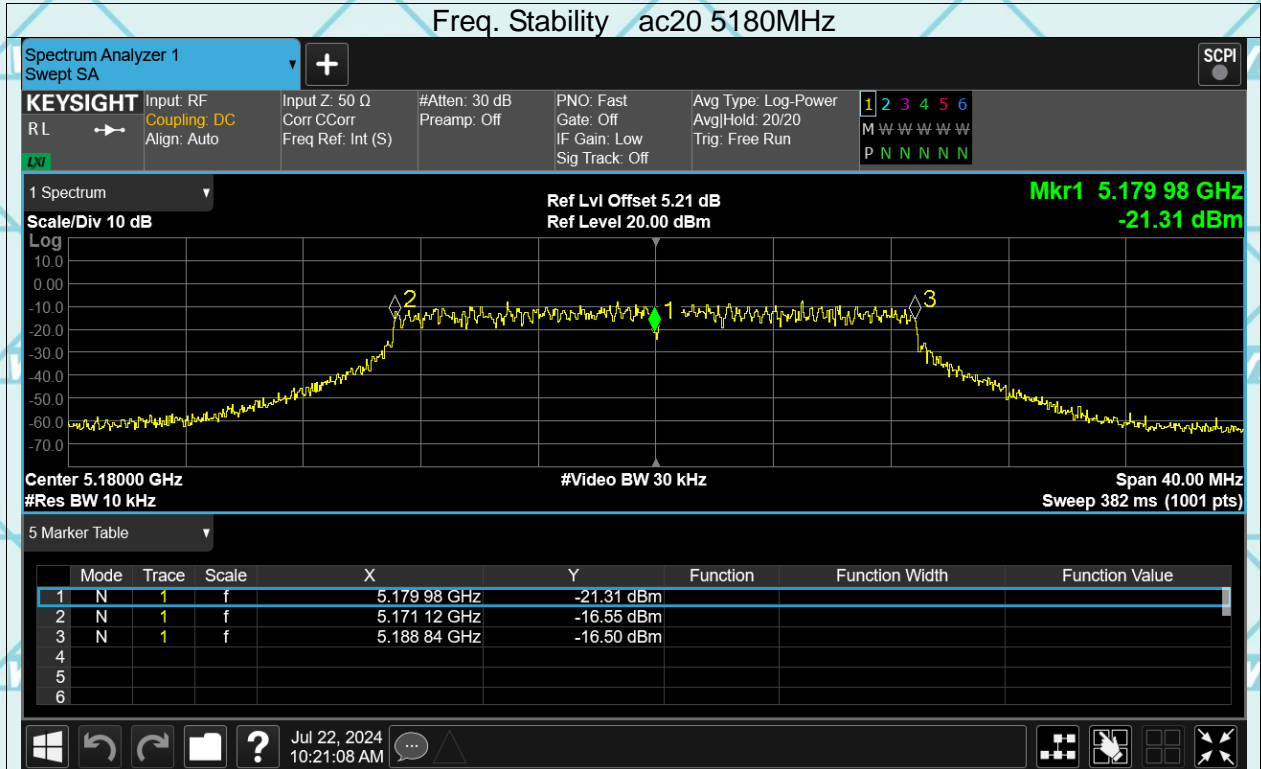 Freq. Stability ac20 5180MHz
Spectrum Analyzer 1
Swept SA
+
SCPI
KEYSIGHT
R L
LXI
Input: RF
Coupling: DC
Align: Auto
Input Z: 50 Ω
Corr CCorr
Freq Ref: Int (S)
#Atten: 30 dB
Preamp: Off
PNO: Fast
Gate: Off
IF Gain: Low
Sig Track: Off
Avg Type: Log-Power
Avg|Hold: 20/20
Trig: Free Run
1 2 3 4 5 6
M W W W W W
P N N N N N
1 Spectrum
Scale/Div 10 dB
Ref Lvl Offset 5.21 dB
Ref Level 20.00 dBm
Mkr1 5.179 98 GHz
-21.31 dBm
Log
10.0
0.00
-10.0
-20.0
-30.0
-40.0
-50.0
-60.0
-70.0
2
1
3
Center 5.18000 GHz
#Res BW 10 kHz
#Video BW 30 kHz
Span 40.00 MHz
Sweep 382 ms (1001 pts)
5 Marker Table
Mode Trace Scale X Y Function Function Width Function Value
1 N 1 f 5.179 98 GHz -21.31 dBm
2 N 1 f 5.171 12 GHz -16.55 dBm
3 N 1 f 5.188 84 GHz -16.50 dBm
4
5
6
?
Jul 22, 2024
10:21:08 AM